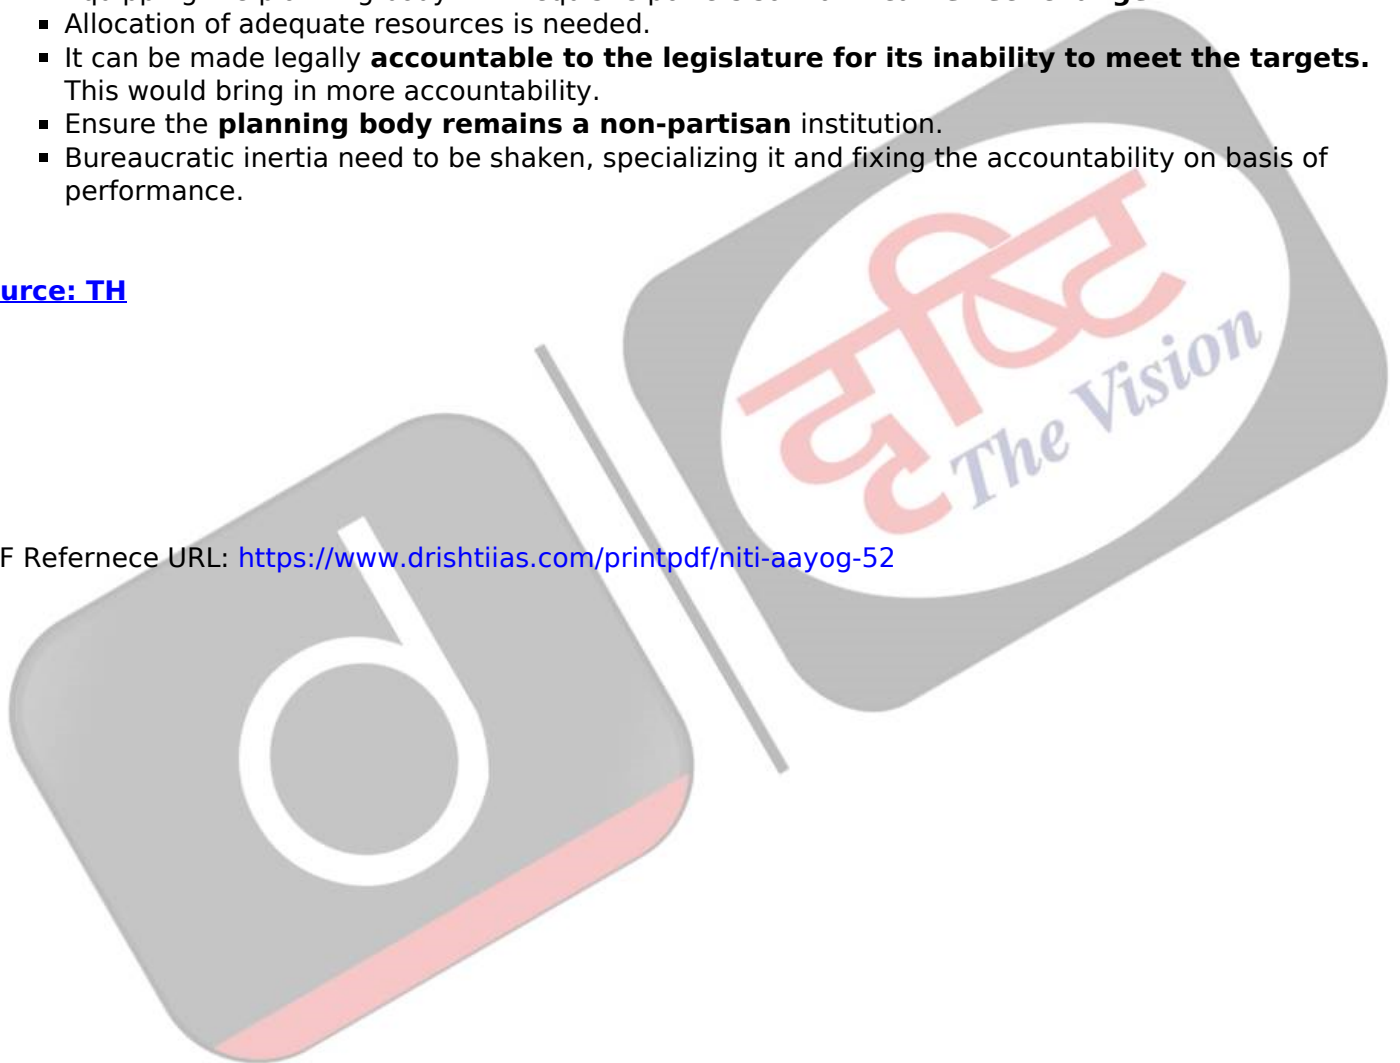 Allocation of adequate resources is needed.
It can be made legally accountable to the legislature for its inability to meet the targets.
This would bring in more accountability.
Ensure the planning body remains a non-partisan institution.
Bureaucratic inertia need to be shaken, specializing it and fixing the accountability on basis of
performance.
urce: TH
दृष्टि
The Vision
F Refernece URL: https://www.drishtiias.com/printpdf/niti-aayog-52
d